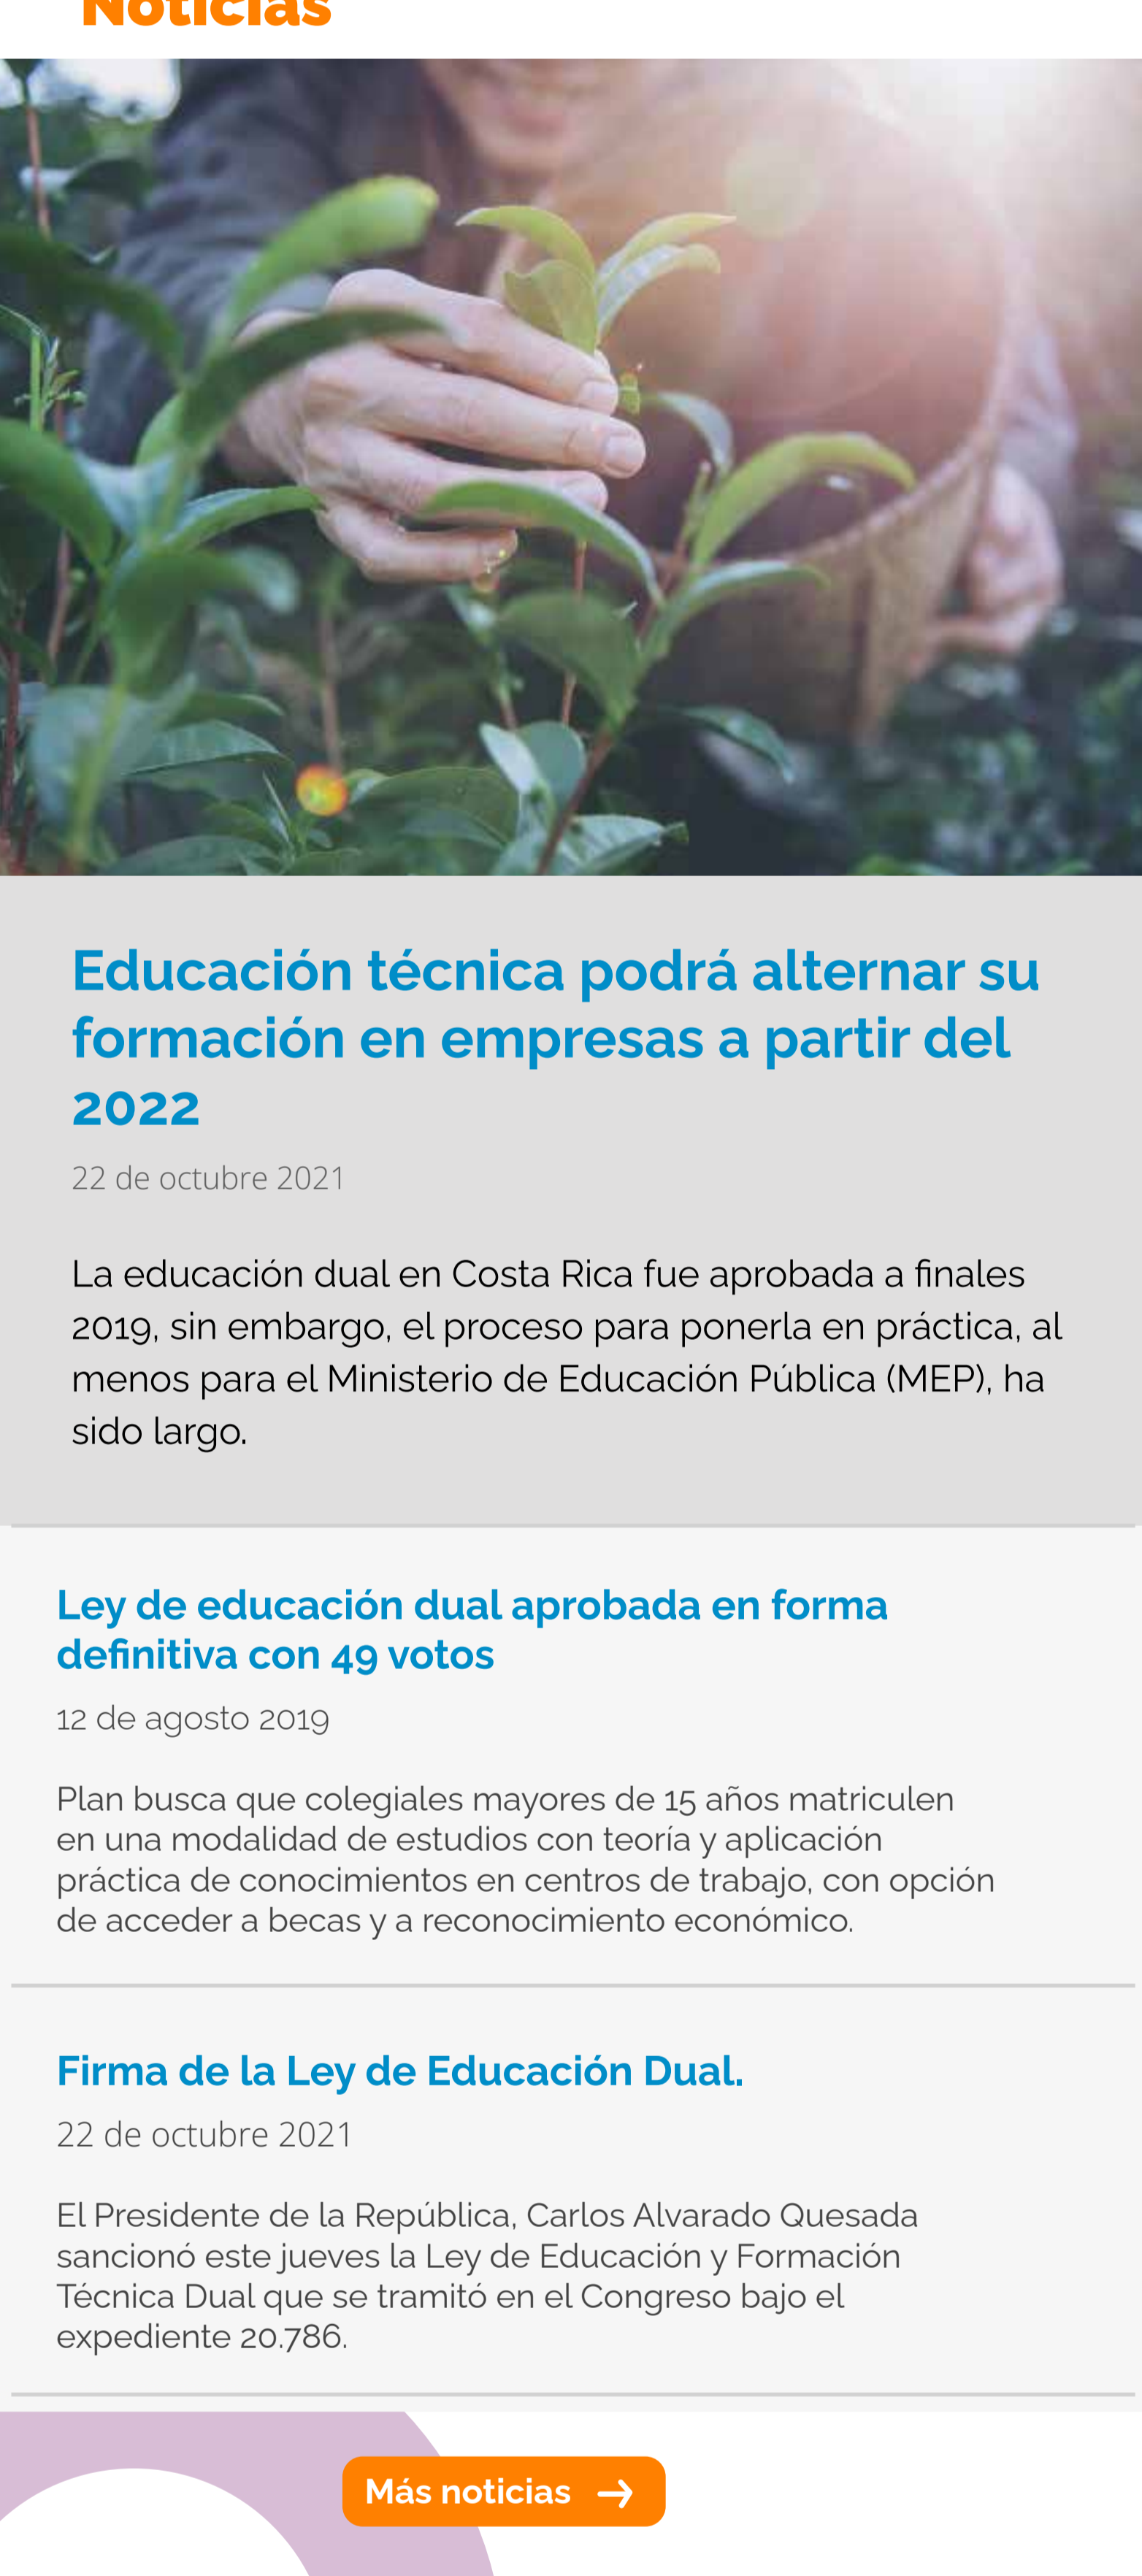 Noticias
Educación técnica podrá alternar su
formación en empresas a partir del
2022
22 de octubre 2021
La educación dual en Costa Rica fue aprobada a finales
2019, sin embargo, el proceso para ponerla en práctica, al
menos para el Ministerio de Educación Pública (MEP), ha
sido largo.
Ley de educación dual aprobada en forma
definitiva con 49 votos
12 de agosto 2019
Plan busca que colegiales mayores de 15 años matriculen
en una modalidad de estudios con teoría y aplicación
práctica de conocimientos en centros de trabajo, con opción
de acceder a becas y a reconocimiento económico.
Firma de la Ley de Educación Dual.
22 de octubre 2021
El Presidente de la República, Carlos Alvarado Quesada
sancionó este jueves la Ley de Educación y Formación
Técnica Dual que se tramitó en el Congreso bajo el
expediente 20.786.
Más noticias →